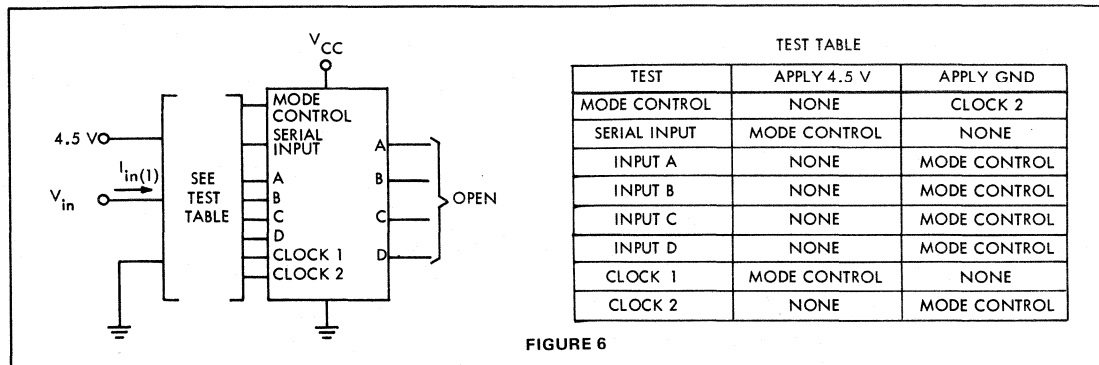 V CC
MODE CONTROL
SERIAL INPUT
A
B
C
D
CLOCK 1
CLOCK 2
4.5 V
I in(1)
V in
SEE TEST TABLE
A
B
C
D
OPEN
TEST TABLE
TEST APPLY 4.5 V APPLY GND
MODE CONTROL NONE CLOCK 2
SERIAL INPUT MODE CONTROL NONE
INPUT A NONE MODE CONTROL
INPUT B NONE MODE CONTROL
INPUT C NONE MODE CONTROL
INPUT D NONE MODE CONTROL
CLOCK 1 MODE CONTROL NONE
CLOCK 2 NONE MODE CONTROL
FIGURE 6